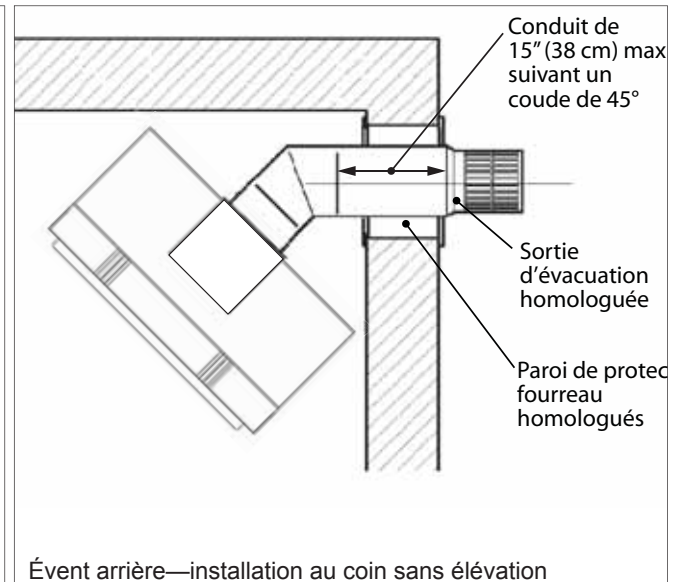 Conduit de
15" (38 cm) max
suivant un
coude de 45°
Sortie
d'évacuation
homologuée
Paroi de protec
fourreau
homologués
Évent arrière—installation au coin sans élévation